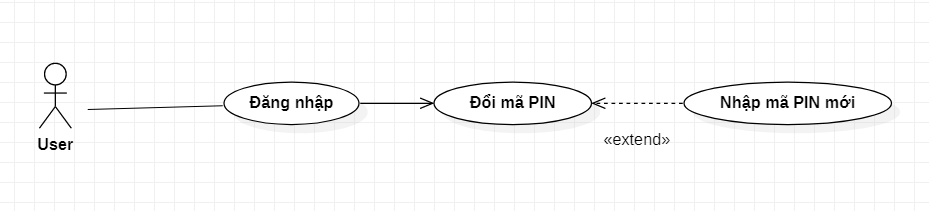 User
Đăng nhập
Đổi mã PIN
Nhập mã PIN mới
«extend»